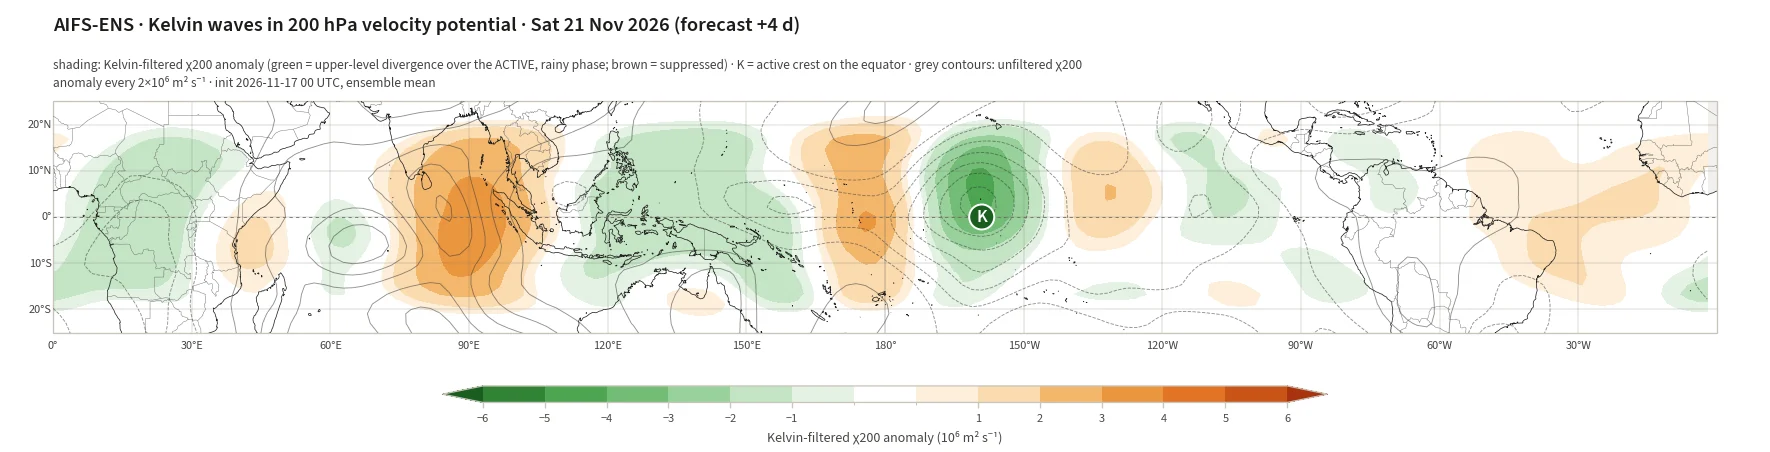 AIFS-ENS · Kelvin waves in 200 hPa velocity potential · Sat 21 Nov 2026 (forecast +4 d)
shading: Kelvin-filtered χ200 anomaly (green = upper-level divergence over the ACTIVE, rainy phase; brown = suppressed) · K = active crest on the equator · grey contours: unfiltered χ200
anomaly every 2×10⁶ m² s⁻¹ · init 2026-11-17 00 UTC, ensemble mean
20°N
10°N
0°
10°S
20°S
K
0° 30°E 60°E 90°E 120°E 150°E 180° 150°W 120°W 90°W 60°W 30°W
−6 −5 −4 −3 −2 −1 1 2 3 4 5 6
Kelvin-filtered χ200 anomaly (10⁶ m² s⁻¹)